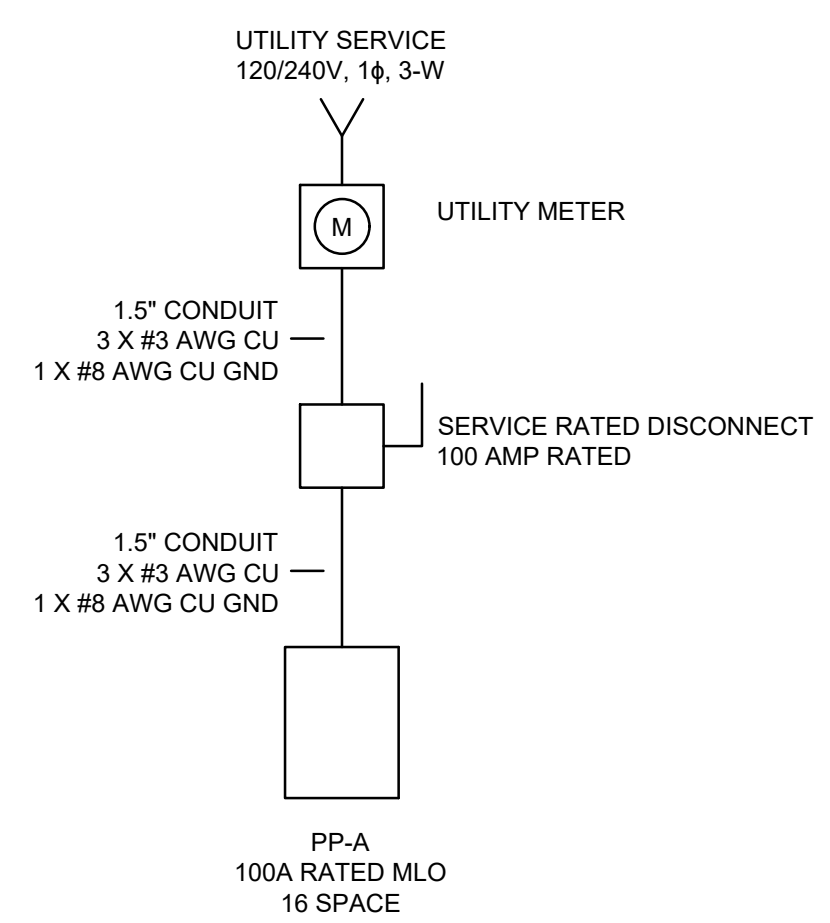 UTILITY SERVICE
120/240V, 1ϕ, 3-W
M
UTILITY METER
1.5" CONDUIT
3 X #3 AWG CU
1 X #8 AWG CU GND
SERVICE RATED DISCONNECT
100 AMP RATED
1.5" CONDUIT
3 X #3 AWG CU
1 X #8 AWG CU GND
PP-A
100A RATED MLO
16 SPACE